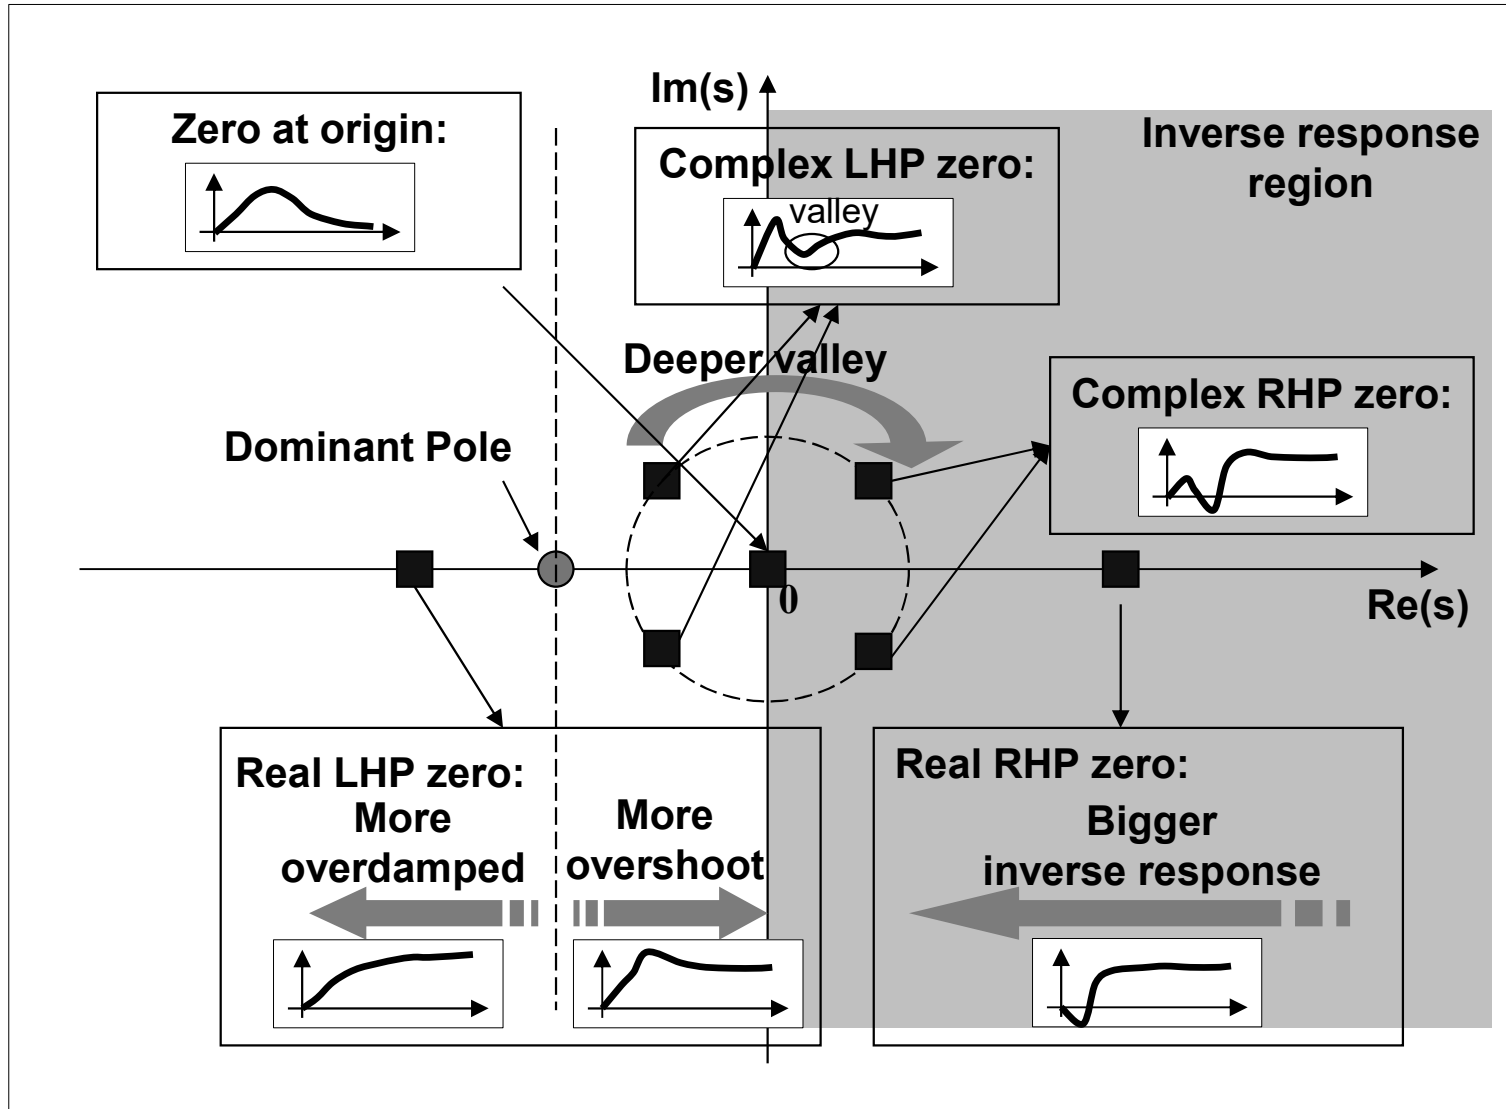 Im(s)
Zero at origin:
Complex LHP zero:
valley
Inverse response
region
Deeper valley
Complex RHP zero:
Dominant Pole
0
Re(s)
Real LHP zero:
More
overdamped
More
overshoot
Real RHP zero:
Bigger
inverse response